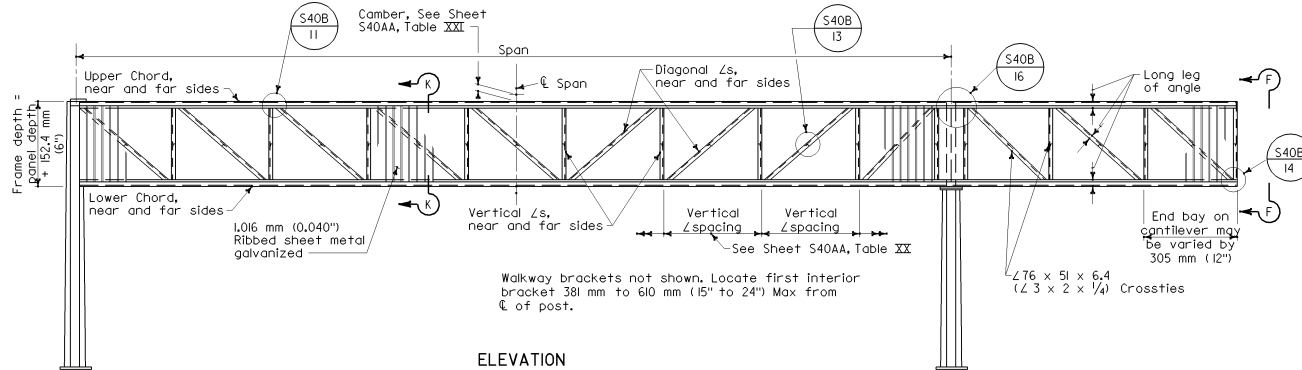 S40B
11
Camber, See Sheet
S40AA, Table XXI
S40B
13
Span
S40B
16
Upper Chord,
near and far sides
K
℄ Span
Diagonal ∠s,
near and far sides
Long leg
of angle
F
Frame depth =
panel depth
+ 152.4 mm
(6")
S40B
14
Lower Chord,
near and far sides
K
Vertical ∠s,
near and far sides
Vertical
∠spacing
Vertical
∠spacing
F
1.016 mm (0.040")
Ribbed sheet metal
galvanized
See Sheet S40AA, Table XX
End bay on
cantilever may
be varied by
305 mm (12")
Walkway brackets not shown. Locate first interior
bracket 381 mm to 610 mm (15" to 24") Max from
℄ of post.
∠76 x 51 x 6.4
(∠ 3 x 2 x 1/4) Crossties
ELEVATION